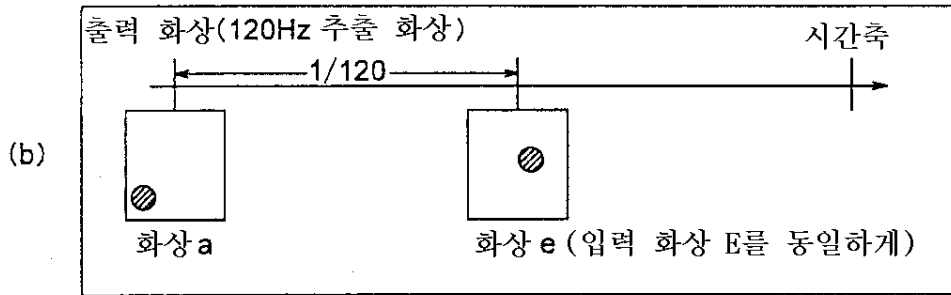 출력 화상(120Hz 추출 화상)
시간축
1/120
(b)
화상 a
화상 e (입력 화상 E를 동일하게)